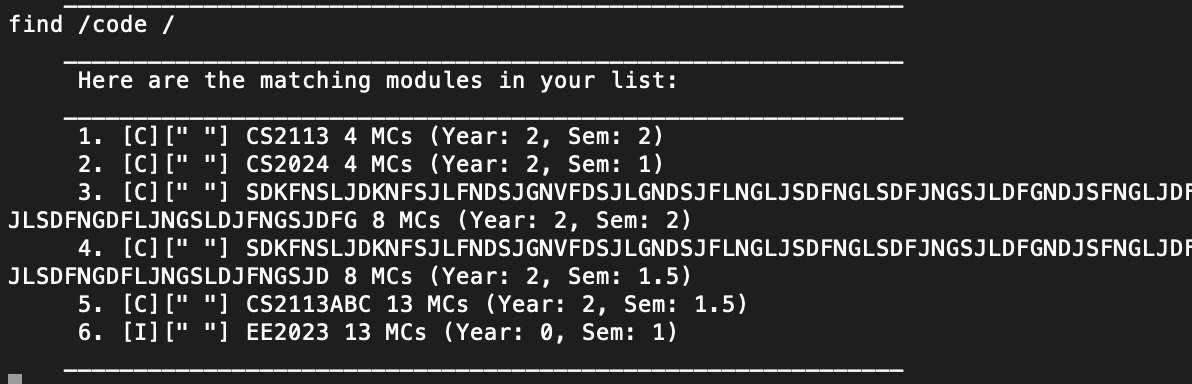 find /code /
Here are the matching modules in your list:
1. [C][" "] CS2113 4 MCs (Year: 2, Sem: 2)
2. [C][" "] CS2024 4 MCs (Year: 2, Sem: 1)
3. [C][" "] SDKFNSLJDKNFSJLFNDSJGNVFDSJLGNDSJFLNGLJSDFNGLSDFJNGSJLDFGNDJSFNGLJDF
JLSDFNGDFLJNGSLDJFNGSJDFG 8 MCs (Year: 2, Sem: 2)
4. [C][" "] SDKFNSLJDKNFSJLFNDSJGNVFDSJLGNDSJFLNGLJSDFNGLSDFJNGSJLDFGNDJSFNGLJDF
JLSDFNGDFLJNGSLDJFNGSJD 8 MCs (Year: 2, Sem: 1.5)
5. [C][" "] CS2113ABC 13 MCs (Year: 2, Sem: 1.5)
6. [I][" "] EE2023 13 MCs (Year: 0, Sem: 1)